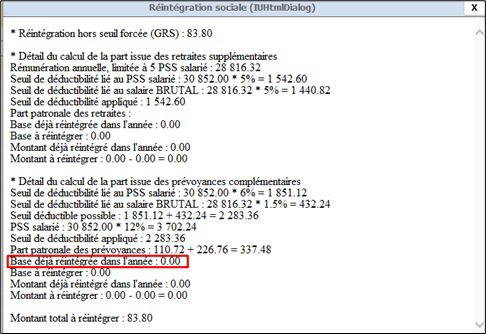 Réintégration sociale (IUHtmlDialog)
X
* Réintégration hors seuil forcée (GRS) : 83.80
* Détail du calcul de la part issue des retraites supplémentaires
Rémunération annuelle, limitée à 5 PSS salarié : 28 816.32
Seuil de déductibilité lié au PSS salarié : 30 852.00 * 5% = 1 542.60
Seuil de déductibilité lié au salaire BRUTAL : 28 816.32 * 5% = 1 440.82
Seuil de déductibilité appliqué : 1 542.60
Part patronale des retraites :
Base déjà réintégrée dans l'année : 0.00
Base à réintégrer : 0.00
Montant déjà réintégré dans l'année : 0.00
Montant à réintégrer : 0.00 - 0.00 = 0.00
* Détail du calcul de la part issue des prévoyances complémentaires
Seuil de déductibilité lié au PSS salarié : 30 852.00 * 6% = 1 851.12
Seuil de déductibilité lié au salaire BRUTAL : 28 816.32 * 1.5% = 432.24
Seuil déductible possible : 1 851.12 + 432.24 = 2 283.36
PSS salarié : 30 852.00 * 12% = 3 702.24
Seuil de déductibilité appliqué : 2 283.36
Part patronale des prévoyances : 110.72 + 226.76 = 337.48
Base déjà réintégrée dans l'année : 0.00
Base à réintégrer : 0.00
Montant déjà réintégré dans l'année : 0.00
Montant à réintégrer : 0.00 - 0.00 = 0.00
Montant total à réintégrer : 83.80